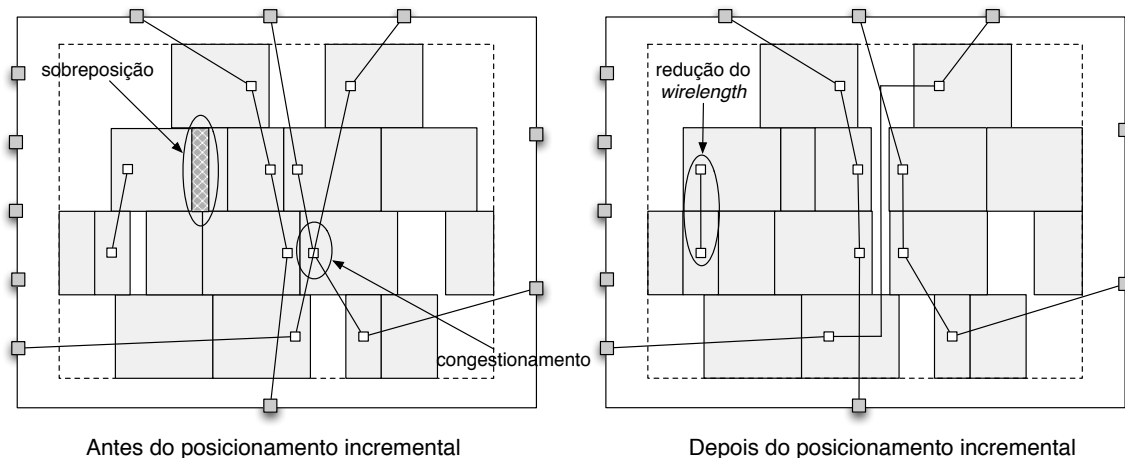 sobreposição
congestionamento
Antes do posicionamento incremental
redução do
wirelength
Depois do posicionamento incremental